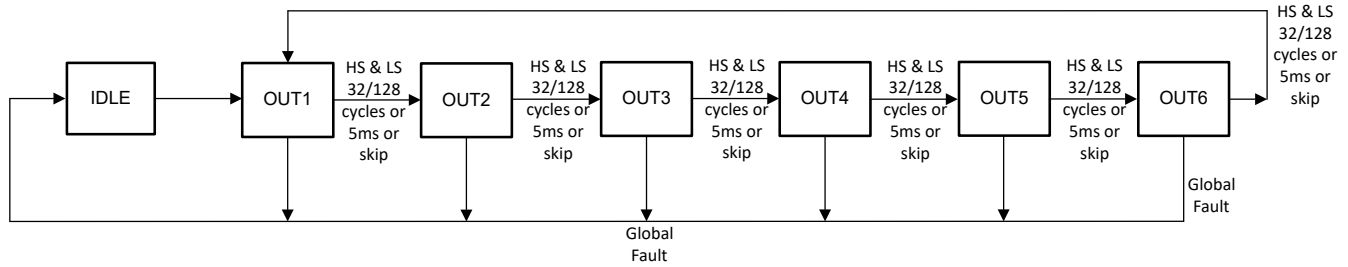 HS & LS
32/128
cycles or
5ms or
skip
IDLE
OUT1
HS & LS
32/128
cycles or
5ms or
skip
OUT2
HS & LS
32/128
cycles or
5ms or
skip
OUT3
HS & LS
32/128
cycles or
5ms or
skip
OUT4
HS & LS
32/128
cycles or
5ms or
skip
OUT5
HS & LS
32/128
cycles or
5ms or
skip
OUT6
Global
Fault
Global
Fault